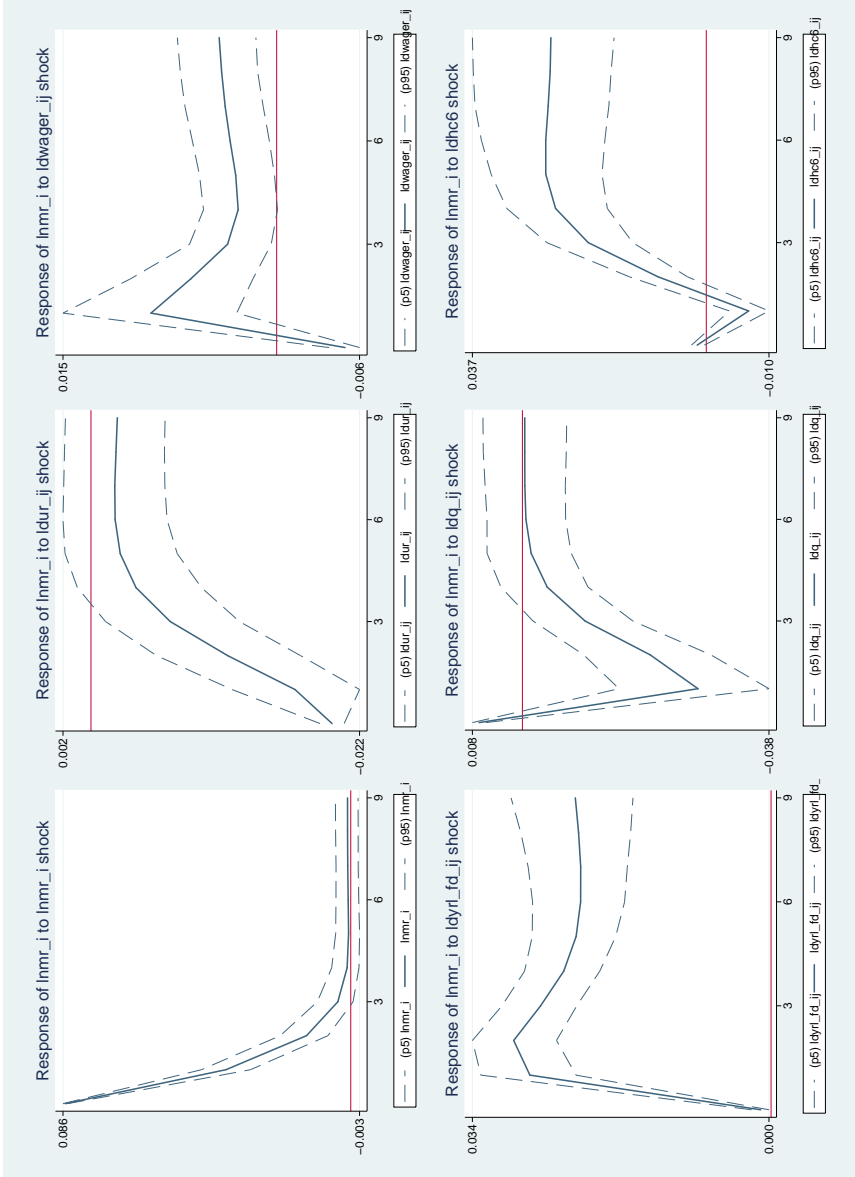 Response of lnmr_i to lnmr_i shock
0.086
-0.003
3
6
9
(p5) lnmr_i
lnmr_i
(p95) lnmr_i
Response of lnmr_i to ldur_ij shock
0.002
-0.022
3
6
9
(p5) ldur_ij
ldur_ij
(p95) ldur_ij
Response of lnmr_i to ldwager_ij shock
0.015
-0.006
3
6
9
(p5) ldwager_ij
ldwager_ij
(p95) ldwager_ij
Response of lnmr_i to ldyrl_fd_ij shock
0.034
0.000
3
6
9
(p5) ldyrl_fd_ij
ldyrl_fd_ij
(p95) ldyrl_fd_
Response of lnmr_i to ldq_ij shock
0.008
-0.038
3
6
9
(p5) ldq_ij
ldq_ij
(p95) ldq_ij
Response of lnmr_i to ldhc6 shock
0.037
-0.010
3
6
9
(p5) ldhc6_ij
ldhc6_ij
(p95) ldhc6_ij